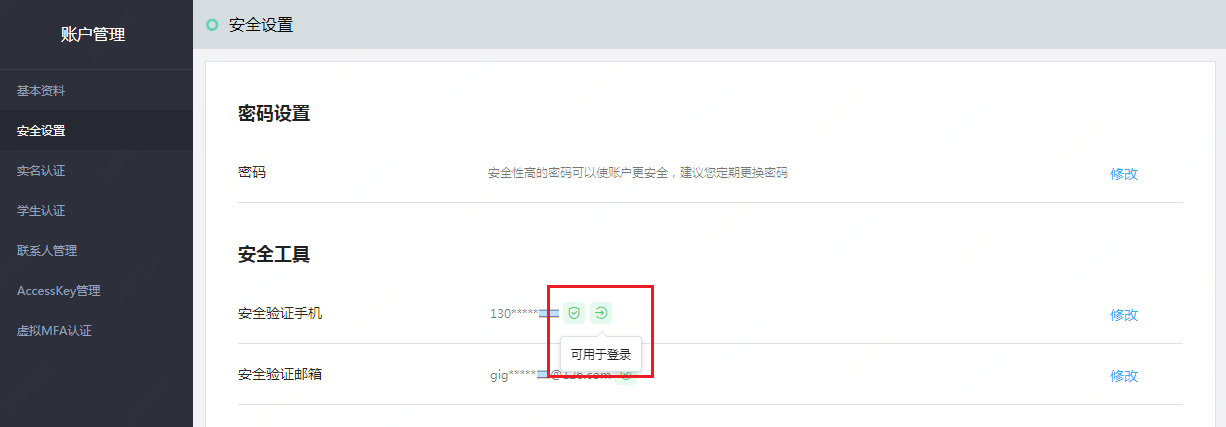 账户管理
安全设置
基本资料
安全设置
实名认证
学生认证
联系人管理
AccessKey管理
虚拟MFA认证
密码设置
密码 安全性高的密码可以使账户更安全，建议您定期更换密码 修改
安全工具
安全验证手机 130***** 修改
可用于登录
安全验证邮箱 gig***** .com 修改